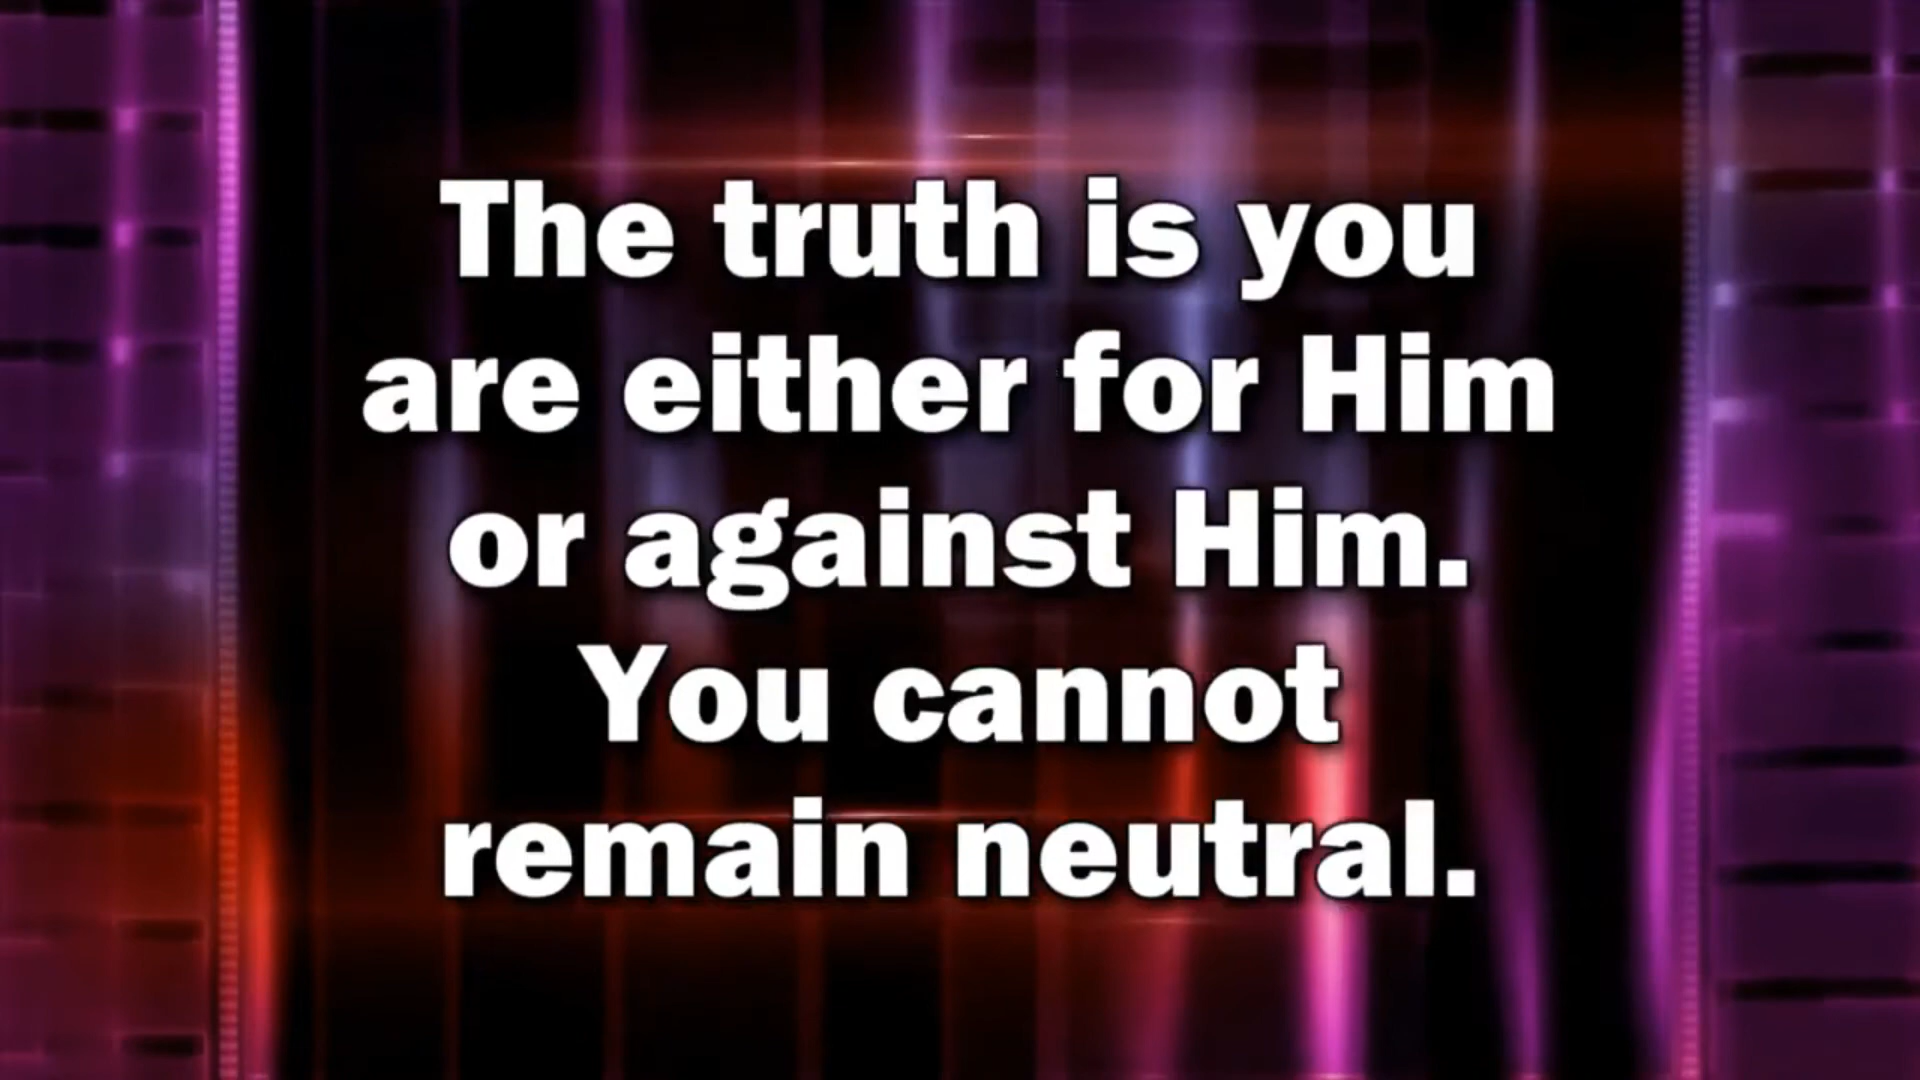 The truth is you
are either for Him
or against Him.
You cannot
remain neutral.